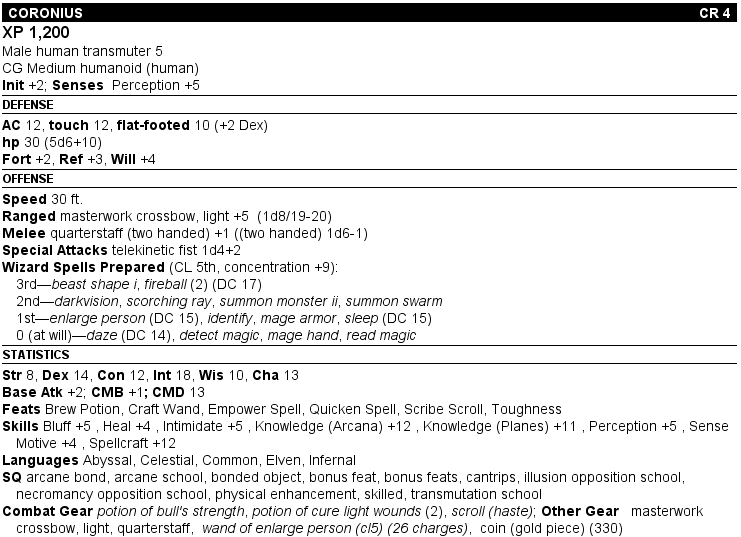 CORONIUS CR 4
XP 1,200
Male human transmuter 5
CG Medium humanoid (human)
Init +2; Senses Perception +5
DEFENSE
AC 12, touch 12, flat-footed 10 (+2 Dex)
hp 30 (5d6+10)
Fort +2, Ref +3, Will +4
OFFENSE
Speed 30 ft.
Ranged masterwork crossbow, light +5 (1d8/19-20)
Melee quarterstaff (two handed) +1 ((two handed) 1d6-1)
Special Attacks telekinetic fist 1d4+2
Wizard Spells Prepared (CL 5th, concentration +9):
3rd—beast shape i, fireball (2) (DC 17)
2nd—darkvision, scorching ray, summon monster ii, summon swarm
1st—enlarge person (DC 15), identify, mage armor, sleep (DC 15)
0 (at will)—daze (DC 14), detect magic, mage hand, read magic
STATISTICS
Str 8, Dex 14, Con 12, Int 18, Wis 10, Cha 13
Base Atk +2; CMB +1; CMD 13
Feats Brew Potion, Craft Wand, Empower Spell, Quicken Spell, Scribe Scroll, Toughness
Skills Bluff +5 , Heal +4 , Intimidate +5 , Knowledge (Arcana) +12 , Knowledge (Planes) +11 , Perception +5 , Sense
Motive +4 , Spellcraft +12
Languages Abyssal, Celestial, Common, Elven, Infernal
SQ arcane bond, arcane school, bonded object, bonus feat, bonus feats, cantrips, illusion opposition school,
necromancy opposition school, physical enhancement, skilled, transmutation school
Combat Gear potion of bull's strength, potion of cure light wounds (2), scroll (haste); Other Gear masterwork
crossbow, light, quarterstaff, wand of enlarge person (cl5) (26 charges), coin (gold piece) (330)